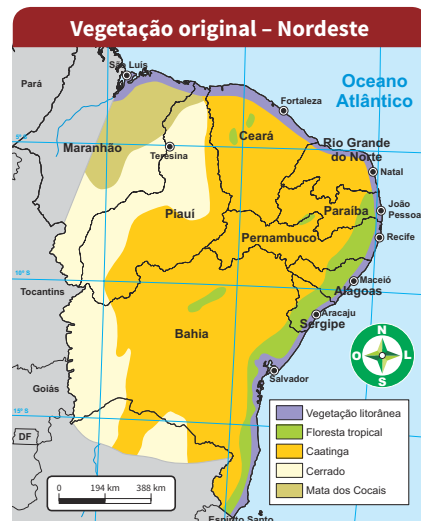 Vegetação original – Nordeste
São Luís
Pará
Oceano
Atlântico
Fortaleza
Ceará
5° S
Maranhão
Teresina
Rio Grande
do Norte
Natal
Piauí
Paraíba
João
Pessoa
Pernambuco
Recife
10° S
Tocantins
Maceió
Alagoas
Aracaju
Sergipe
Bahia
N
O
L
S
Salvador
Goiás
15° S
DF
Vegetação litorânea
Floresta tropical
Caatinga
Cerrado
Mata dos Cocais
0 194 km 388 km
Espírito Santo